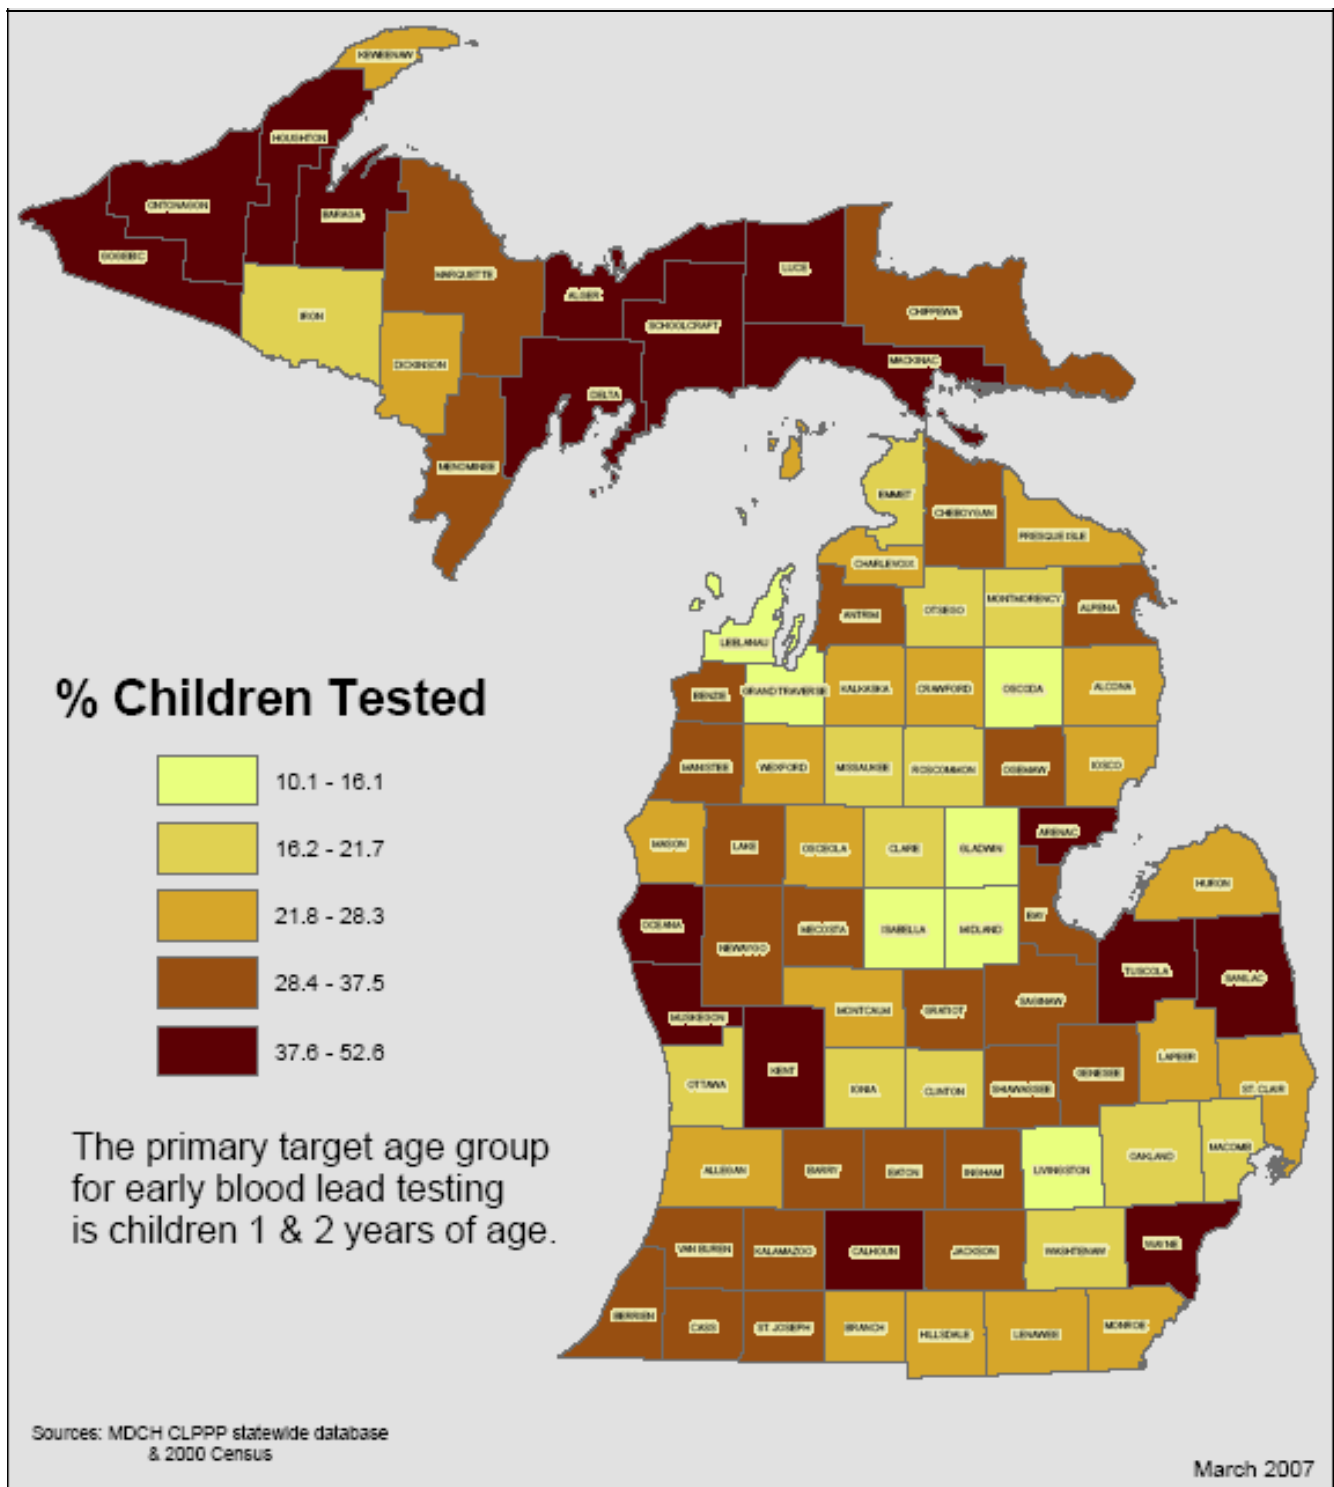 KEWEENAW
HOUGHTON
ONTONAGON
BARAGA
GOGEBIC
MARQUETTE
LUCE
ALGER
CHIPPEWA
IRON
SCHOOLCRAFT
DICKINSON
MACKINAC
DELTA
MENOMINEE
EMMET
CHEBOYGAN
PRESQUE ISLE
CHARLEVOIX
ANTRIM
OTSEGO
MONTMORENCY
ALPENA
LEELANAU
BENZIE
GRAND TRAVERSE
KALKASKA
CRAWFORD
OSCODA
ALCONA
% Children Tested
MANISTEE
WEXFORD
MISSAUKEE
ROSCOMMON
OGEMAW
IOSCO
10.1 - 16.1
16.2 - 21.7
21.8 - 28.3
28.4 - 37.5
37.6 - 52.6
MASON
LAKE
OSCEOLA
CLARE
GLADWIN
ARENAC
HURON
OCEANA
NEWAYGO
MECOSTA
ISABELLA
MIDLAND
BAY
TUSCOLA
SANILAC
MUSKEGON
MONTCALM
GRATIOT
SAGINAW
OTTAWA
KENT
IONIA
CLINTON
SHIAWASSEE
GENESEE
LAPEER
ST. CLAIR
The primary target age group
for early blood lead testing
is children 1 & 2 years of age.
ALLEGAN
BARRY
EATON
INGHAM
LIVINGSTON
OAKLAND
MACOMB
VAN BUREN
KALAMAZOO
CALHOUN
JACKSON
WASHTENAW
WAYNE
BERRIEN
CASS
ST. JOSEPH
BRANCH
HILLSDALE
LENAWEE
MONROE
Sources: MDCH CLPPP statewide database
& 2000 Census
March 2007